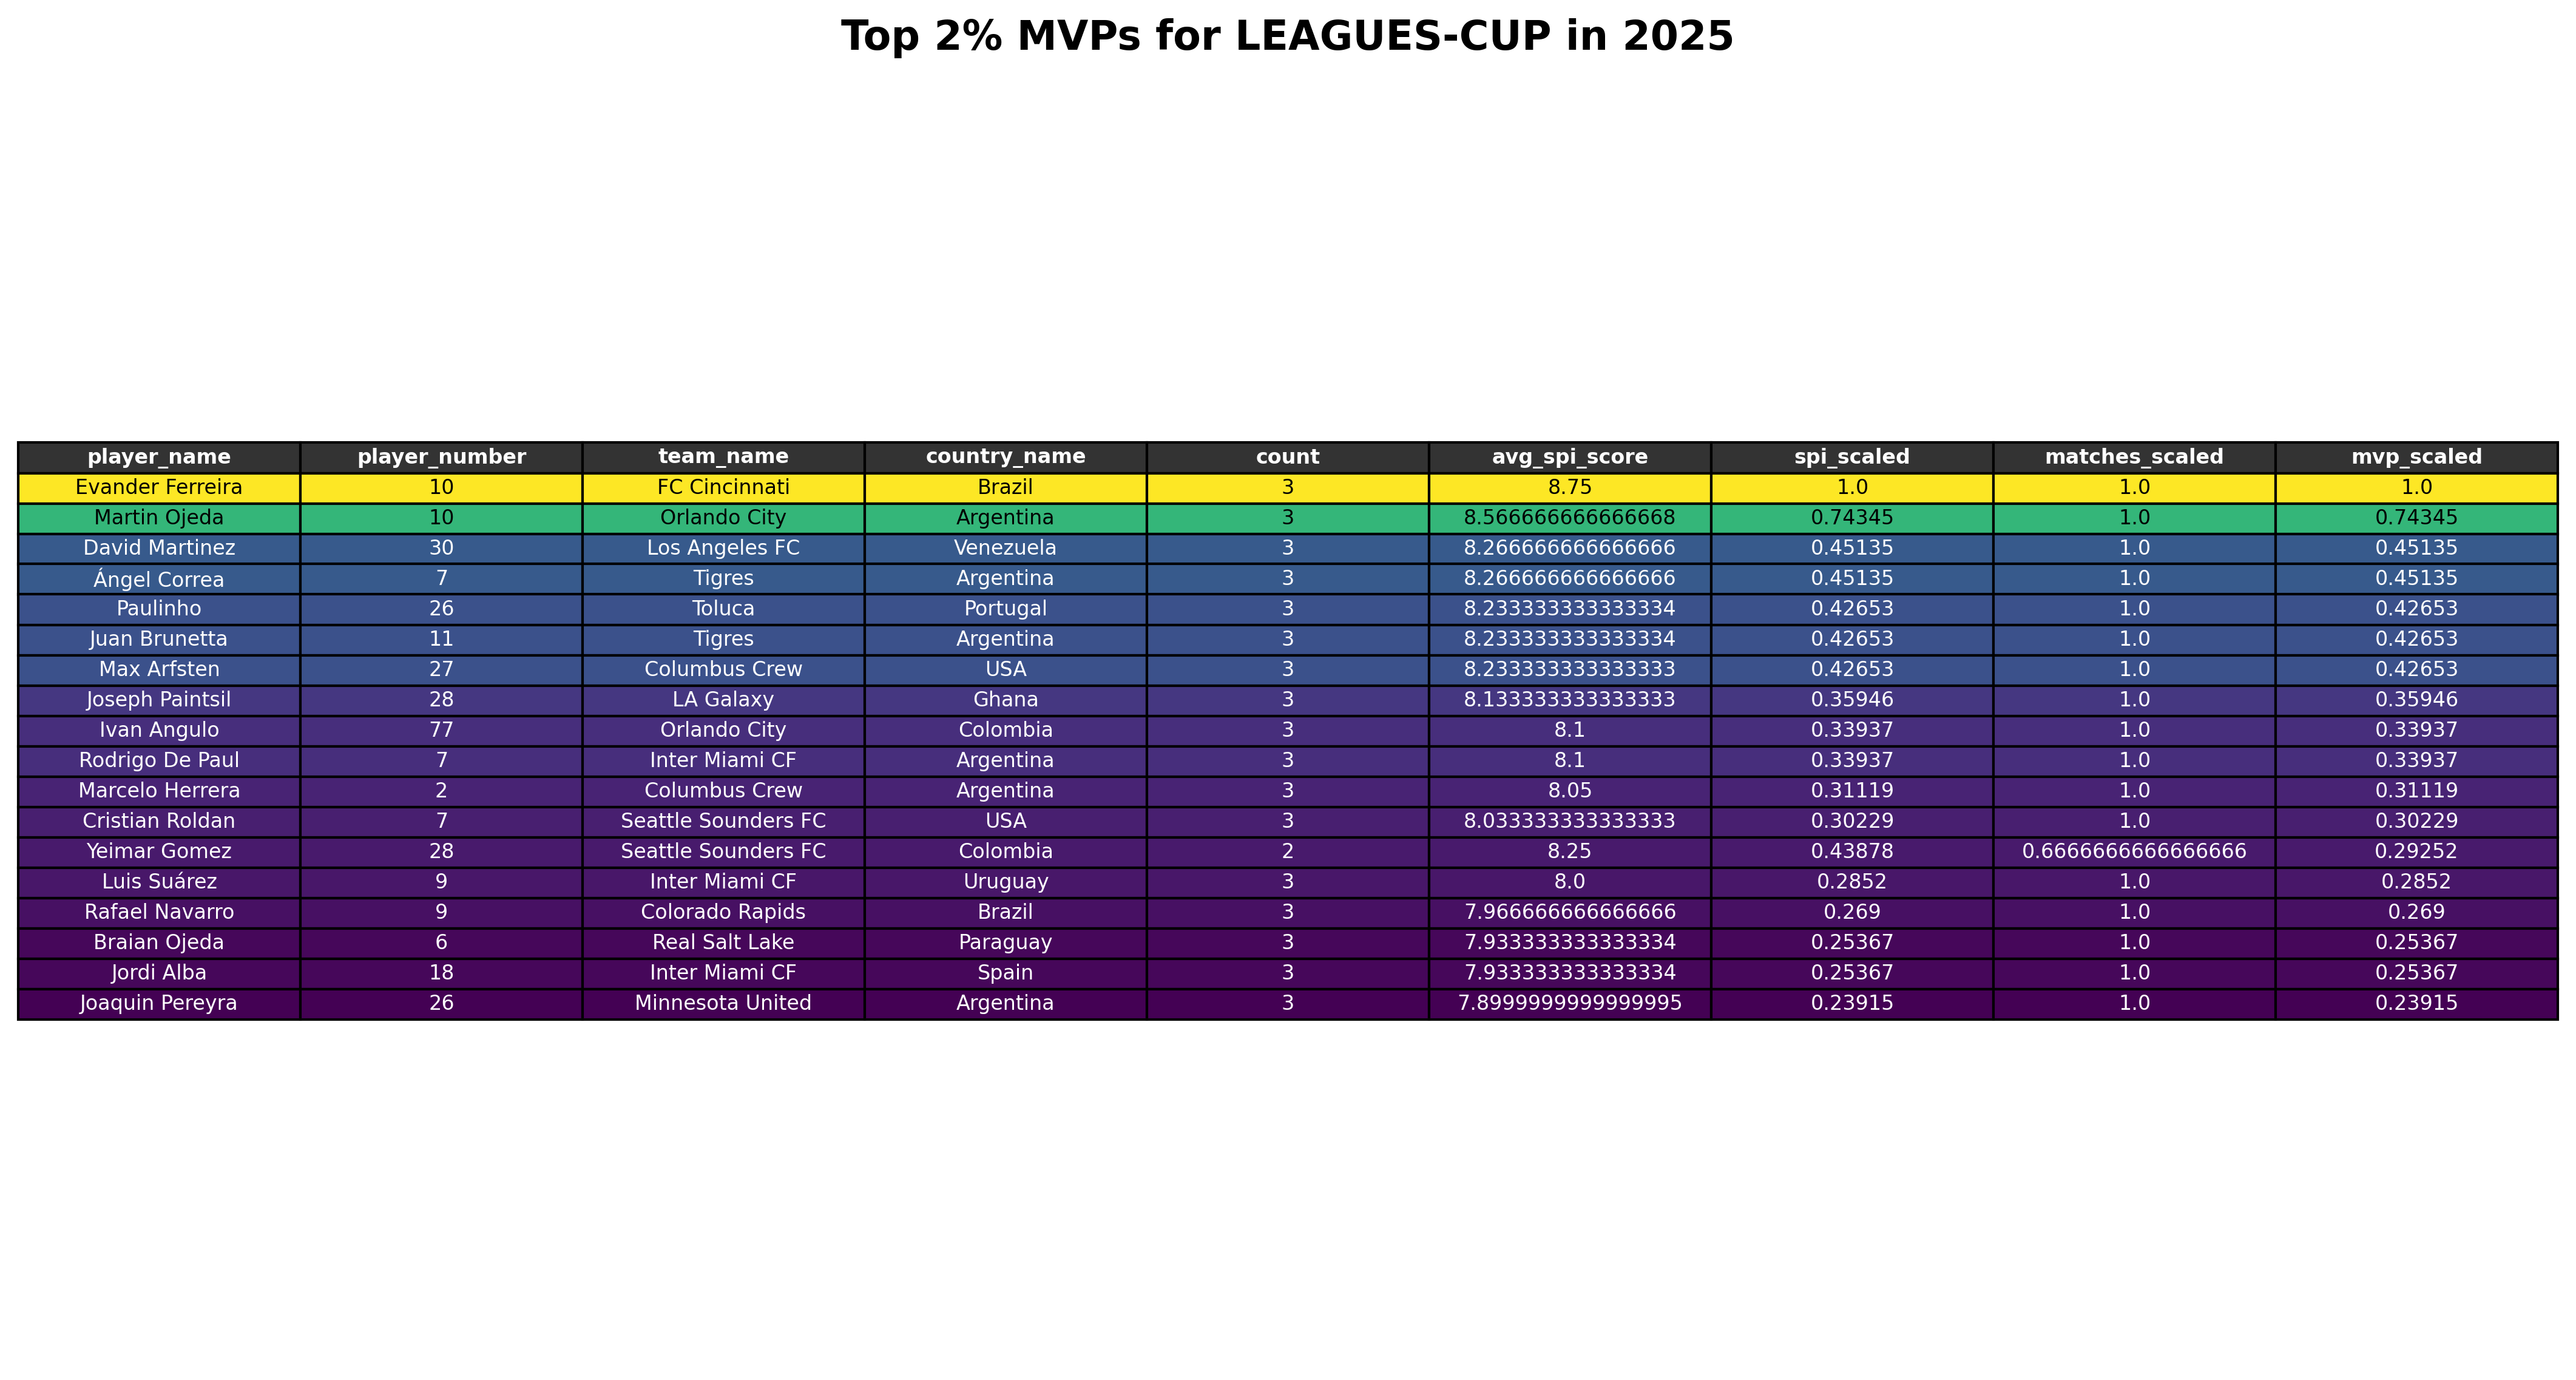 Top 2% MVPs for LEAGUES-CUP in 2025
player_name player_number team_name country_name count avg_spi_score spi_scaled matches_scaled mvp_scaled
Evander Ferreira 10 FC Cincinnati Brazil 3 8.75 1.0 1.0 1.0
Martin Ojeda 10 Orlando City Argentina 3 8.566666666666668 0.74345 1.0 0.74345
David Martinez 30 Los Angeles FC Venezuela 3 8.266666666666666 0.45135 1.0 0.45135
Ángel Correa 7 Tigres Argentina 3 8.266666666666666 0.45135 1.0 0.45135
Paulinho 26 Toluca Portugal 3 8.233333333333334 0.42653 1.0 0.42653
Juan Brunetta 11 Tigres Argentina 3 8.233333333333334 0.42653 1.0 0.42653
Max Arfsten 27 Columbus Crew USA 3 8.233333333333333 0.42653 1.0 0.42653
Joseph Paintsil 28 LA Galaxy Ghana 3 8.133333333333333 0.35946 1.0 0.35946
Ivan Angulo 77 Orlando City Colombia 3 8.1 0.33937 1.0 0.33937
Rodrigo De Paul 7 Inter Miami CF Argentina 3 8.1 0.33937 1.0 0.33937
Marcelo Herrera 2 Columbus Crew Argentina 3 8.05 0.31119 1.0 0.31119
Cristian Roldan 7 Seattle Sounders FC USA 3 8.033333333333333 0.30229 1.0 0.30229
Yeimar Gomez 28 Seattle Sounders FC Colombia 2 8.25 0.43878 0.6666666666666666 0.29252
Luis Suárez 9 Inter Miami CF Uruguay 3 8.0 0.2852 1.0 0.2852
Rafael Navarro 9 Colorado Rapids Brazil 3 7.966666666666666 0.269 1.0 0.269
Braian Ojeda 6 Real Salt Lake Paraguay 3 7.933333333333334 0.25367 1.0 0.25367
Jordi Alba 18 Inter Miami CF Spain 3 7.933333333333334 0.25367 1.0 0.25367
Joaquin Pereyra 26 Minnesota United Argentina 3 7.8999999999999995 0.23915 1.0 0.23915